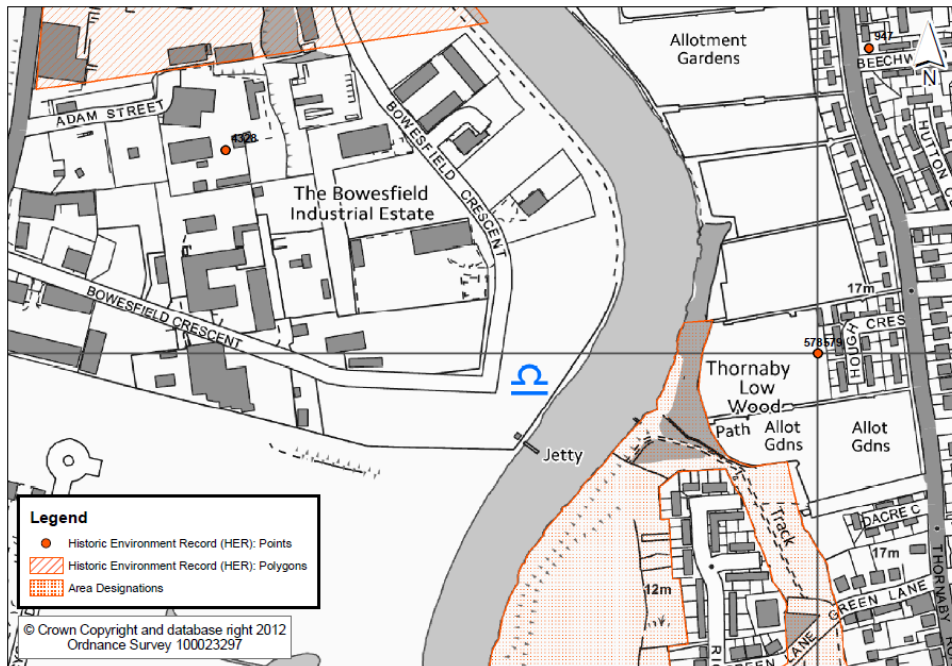 947
Allotment
Gardens
BEECHW
N
ADAM STREET
4328
HUTTON
BOWESFIELD CRESCENT
The Bowesfield
Industrial Estate
17m
BOWESFIELD CRESCENT
HOUGH CRES
578579
Thornaby
Low
Wood
Path
Allot
Gdns
Allot
Gdns
Jetty
Track
DACRE C
17m
12m
GREEN LANE
GREEN LANE
THORNABY R
Legend
Historic Environment Record (HER): Points
Historic Environment Record (HER): Polygons
Area Designations
© Crown Copyright and database right 2012
Ordnance Survey 100023297